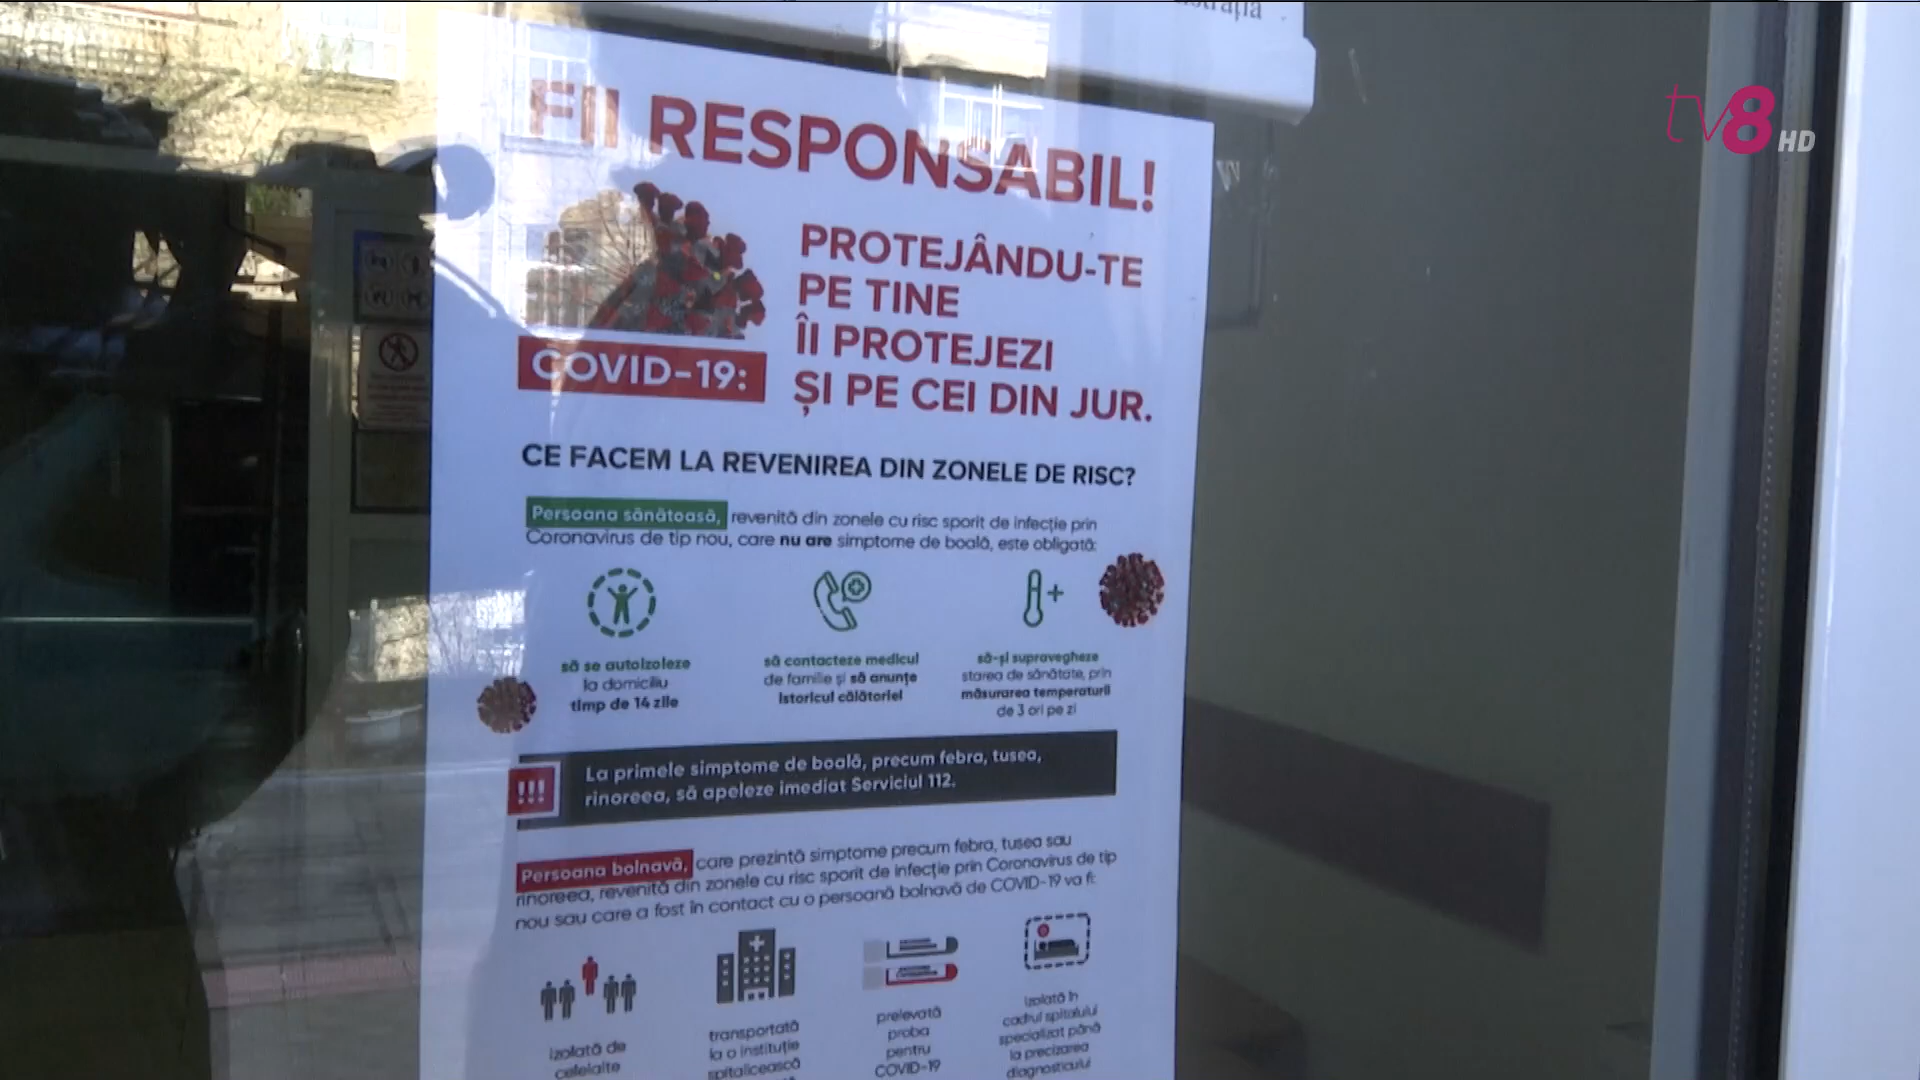 tv8 HD
FII RESPONSABIL!
PROTEJÂNDU-TE
PE TINE
ÎI PROTEJEZI
ȘI PE CEI DIN JUR.
COVID-19:
CE FACEM LA REVENIREA DIN ZONELE DE RISC?
Persoana sănătoasă, revenită din zonele cu risc sporit de infecție prin
Coronavirus de tip nou, care nu are simptome de boală, este obligată:
să se autoizoleze
la domiciliu
timp de 14 zile
să contacteze medicul
de familie și să anunțe
istoricul călătoriei
să-și supravegheze
starea de sănătate, prin
măsurarea temperaturii
de 3 ori pe zi
!!!
La primele simptome de boală, precum febra, tusea,
rinoreea, să apeleze imediat Serviciul 112.
Persoana bolnavă, care prezintă simptome precum febra, tusea sau
rinoreea, revenită din zonele cu risc sporit de infecție prin Coronavirus de tip
nou sau care a fost în contact cu o persoană bolnavă de COVID-19 va fi:
izolată de
celelalte
transportată
la o instituție
spitalicească
prelevată
proba
pentru
COVID-19
izolată în
cadrul spitalului
specializat până
la precizarea
diagnosticului